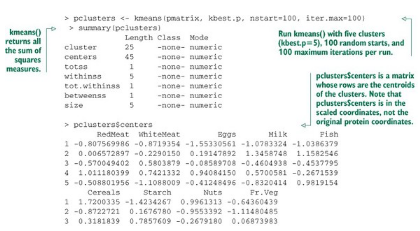 > pclusters <- kmeans(pmatrix, kbest.p, nstart=100, iter.max=100)
> summary(pclusters)
Length Class Mode
cluster 25 -none- numeric
centers 45 -none- numeric
totss 1 -none- numeric
withinss 5 -none- numeric
tot.withinss 1 -none- numeric
betweenss 1 -none- numeric
size 5 -none- numeric
kmeans()
returns all
the sum of
squares
measures.
Run kmeans() with five clusters
(kbest.p=5), 100 random starts, and
100 maximum iterations per run.
pclusters$centers is a matrix
whose rows are the centroids
of the clusters. Note that
pclusters$centers is in the
scaled coordinates, not the
original protein coordinates.
> pclusters$centers
RedMeat WhiteMeat Eggs Milk Fish
1 -0.807569986 -0.8719354 -1.55330561 -1.0783324 -1.0386379
2 0.006572897 -0.2290150 0.19147892 1.3458748 1.1582546
3 -0.570049402 0.5803879 -0.08589708 -0.4604938 -0.4537795
4 1.011180399 0.7421332 0.94084150 0.5700581 -0.2671539
5 -0.508801956 -1.1088009 -0.41248496 -0.8320414 0.9819154
Cereals Starch Nuts Fr.Veg
1 1.7200335 -1.4234267 0.9961313 -0.64360439
2 -0.8722721 0.1676780 -0.9553392 -1.11480485
3 0.3181839 0.7857609 -0.2679180 0.06873983